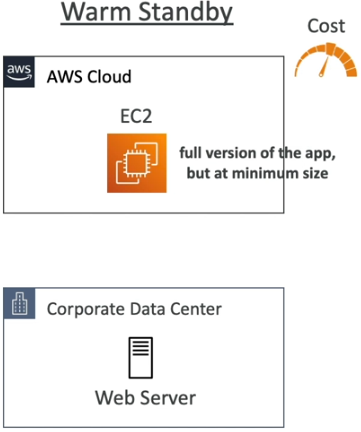 Warm Standby
Cost
aws
AWS Cloud
EC2
full version of the app,
but at minimum size
Corporate Data Center
Web Server